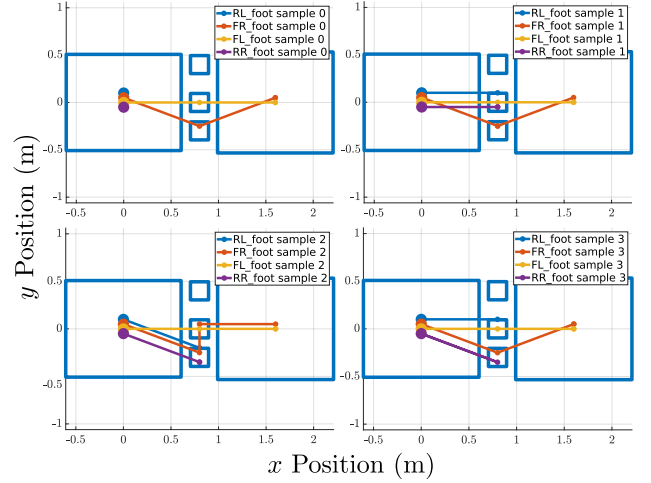 RL_foot sample 0
FR_foot sample 0
FL_foot sample 0
RR_foot sample 0
1
0.5
0
-0.5
-1
-0.5 0 0.5 1 1.5 2
RL_foot sample 1
FR_foot sample 1
FL_foot sample 1
RR_foot sample 1
1
0.5
0
-0.5
-1
-0.5 0 0.5 1 1.5 2
RL_foot sample 2
FR_foot sample 2
FL_foot sample 2
RR_foot sample 2
1
0.5
0
-0.5
-1
-0.5 0 0.5 1 1.5 2
RL_foot sample 3
FR_foot sample 3
FL_foot sample 3
RR_foot sample 3
1
0.5
0
-0.5
-1
-0.5 0 0.5 1 1.5 2
y Position (m)
x Position (m)